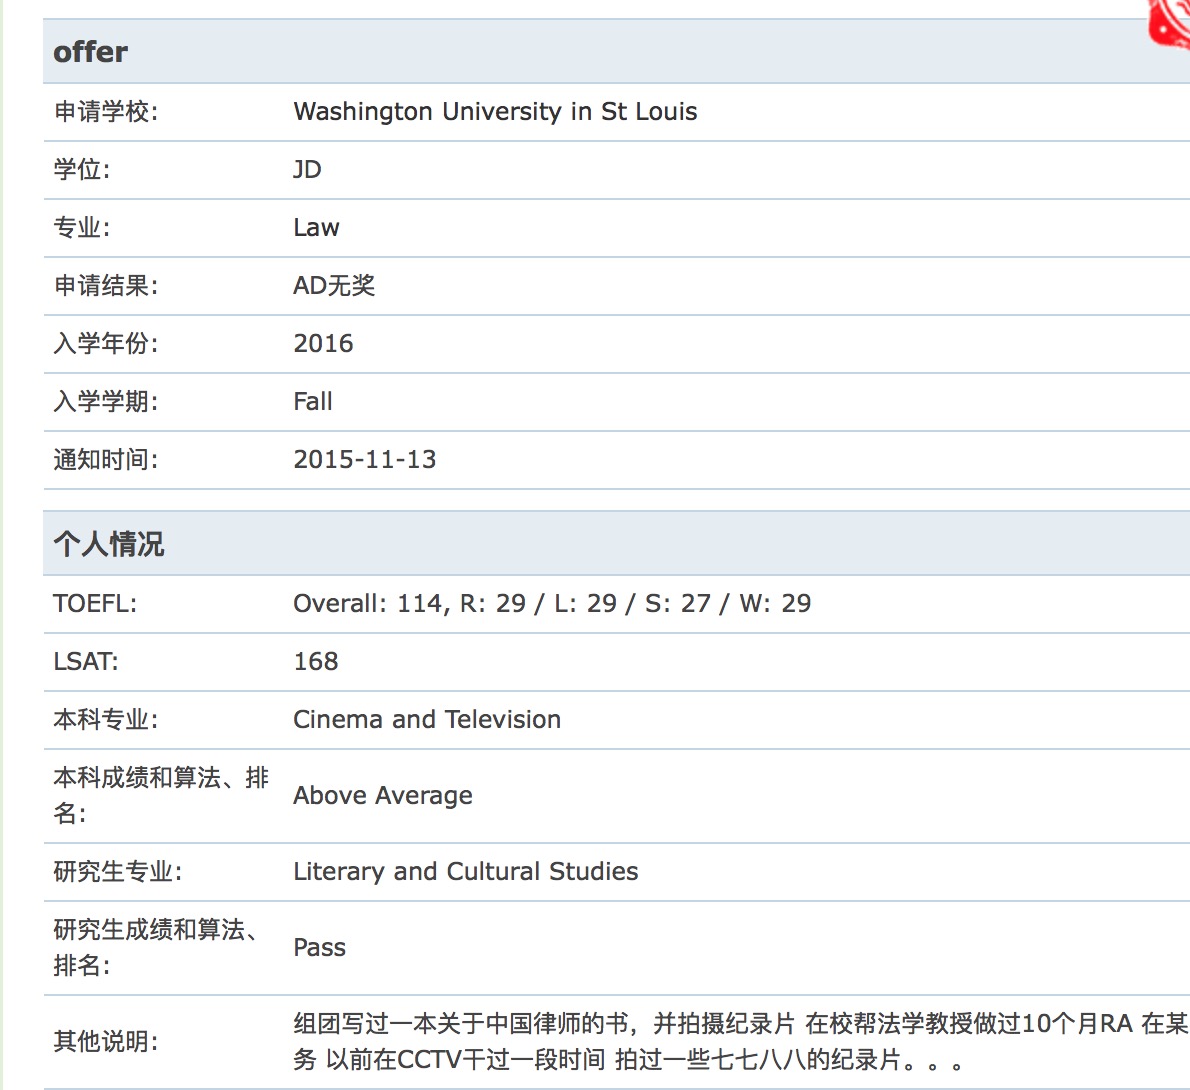 offer
申请学校: Washington University in St Louis
学位: JD
专业: Law
申请结果: AD无奖
入学年份: 2016
入学学期: Fall
通知时间: 2015-11-13
个人情况
TOEFL: Overall: 114, R: 29 / L: 29 / S: 27 / W: 29
LSAT: 168
本科专业: Cinema and Television
本科成绩和算法、排
名: Above Average
研究生专业: Literary and Cultural Studies
研究生成绩和算法、
排名: Pass
其他说明: 组团写过一本关于中国律师的书，并拍摄纪录片 在校帮法学教授做过10个月RA 在某
务 以前在CCTV干过一段时间 拍过一些七七八八的纪录片。。。